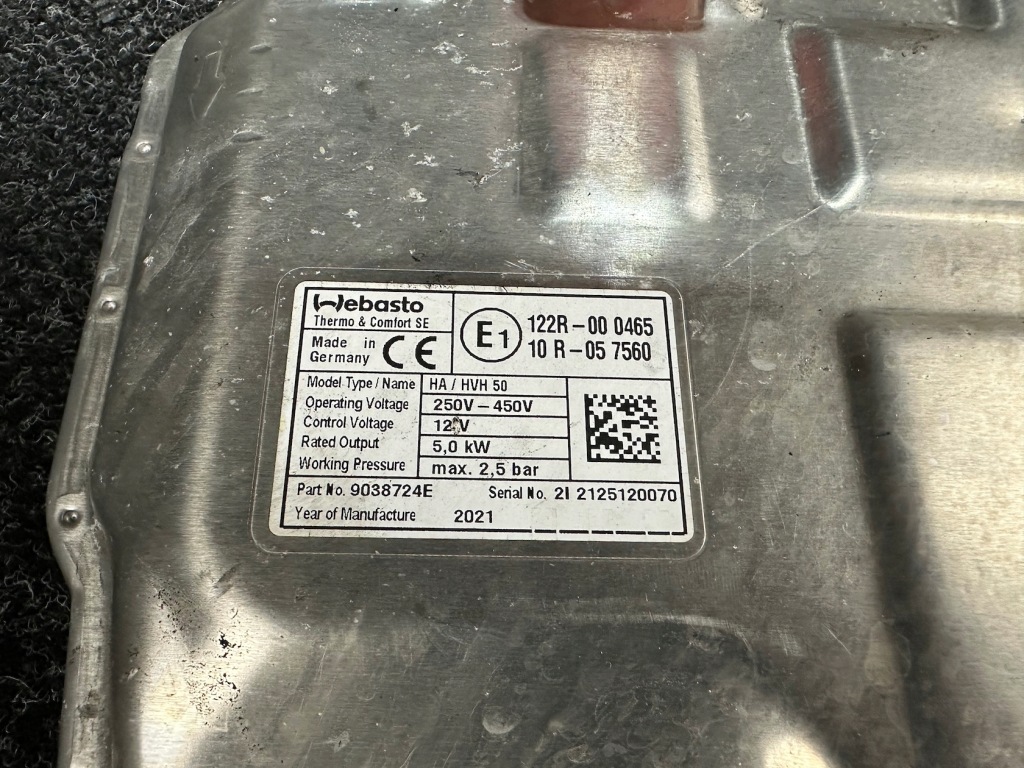 Webasto
Thermo & Comfort SE
Made in
Germany
CE
E1
122R-00 0465
10 R-05 7560
Model Type / Name HA / HVH 50
Operating Voltage 250V-450V
Control Voltage 12 V
Rated Output 5,0 kW
Working Pressure max. 2,5 bar
Part No. 9038724E Serial No. 2I 2125120070
Year of Manufacture 2021